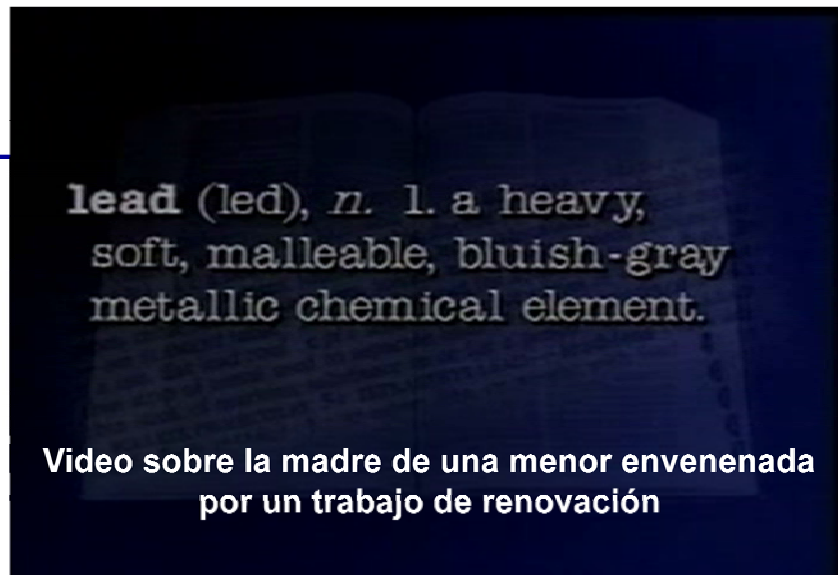 lead (led), n. 1. a heavy,
soft, malleable, bluish-gray
metallic chemical element.
Video sobre la madre de una menor envenenada
por un trabajo de renovación